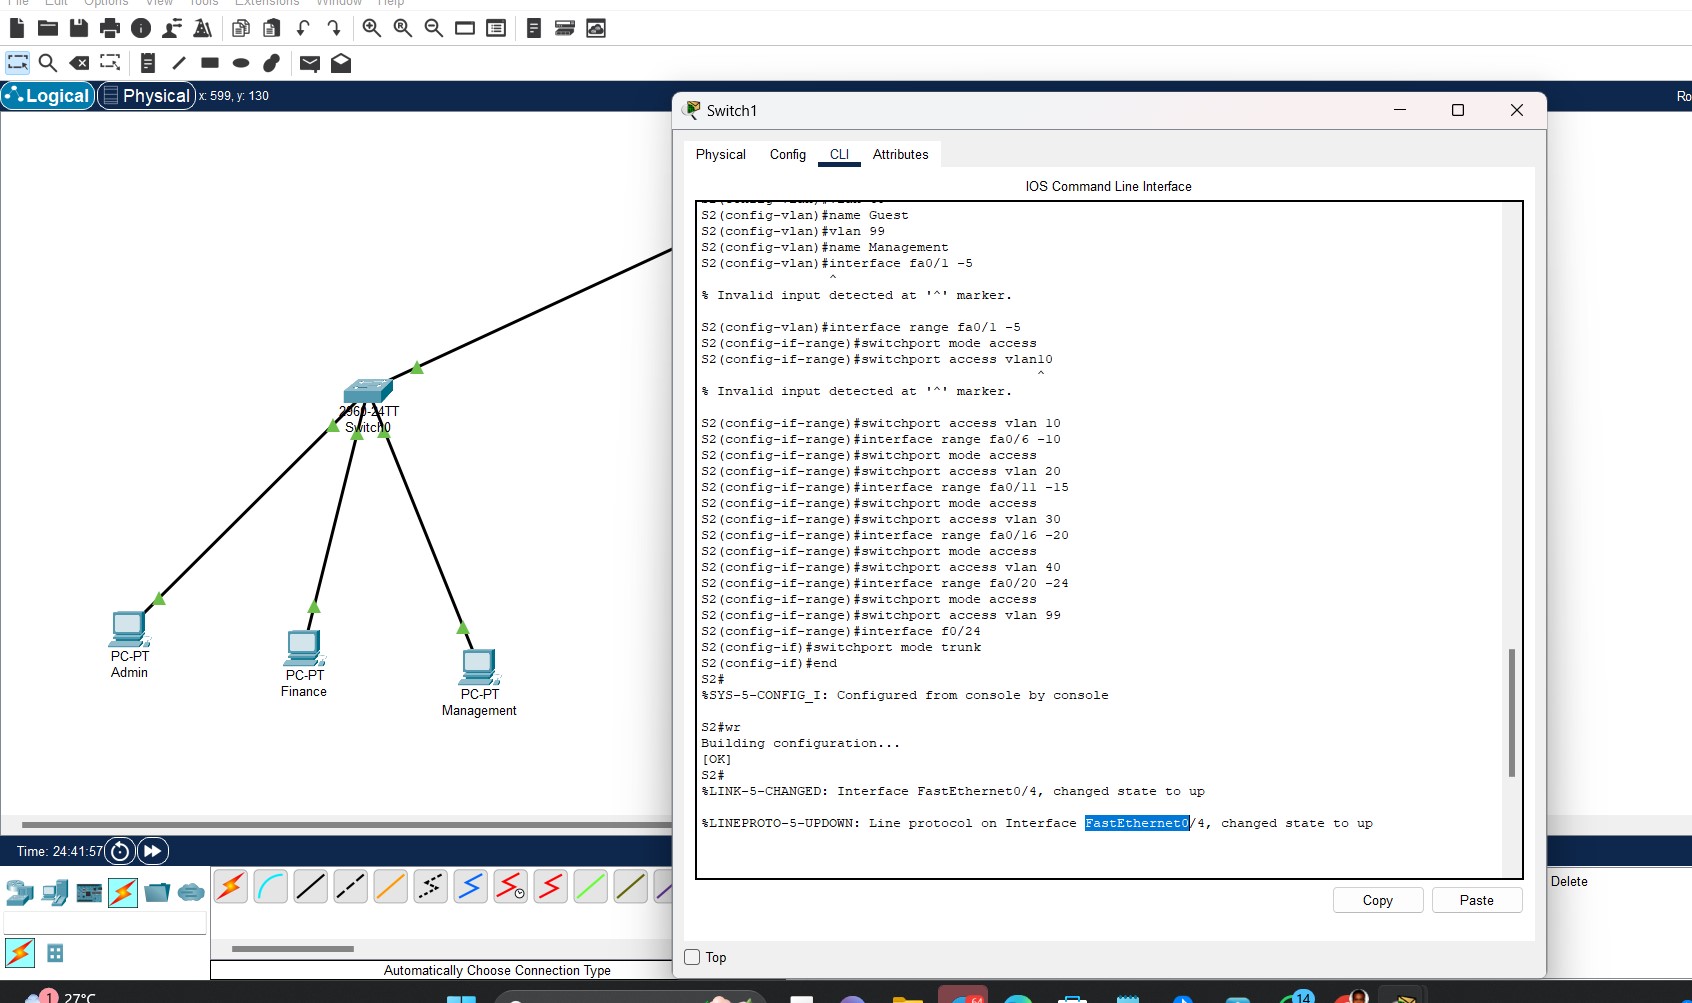 File Edit Options View Tools Extensions Window Help
Logical Physical x: 599, y: 130
Ro
Switch1
Physical Config CLI Attributes
IOS Command Line Interface
S2(config-vlan)#name Guest
S2(config-vlan)#vlan 99
S2(config-vlan)#name Management
S2(config-vlan)#interface fa0/1 -5
^
% Invalid input detected at '^' marker.
S2(config-vlan)#interface range fa0/1 -5
S2(config-if-range)#switchport mode access
S2(config-if-range)#switchport access vlan10
^
% Invalid input detected at '^' marker.
S2(config-if-range)#switchport access vlan 10
S2(config-if-range)#interface range fa0/6 -10
S2(config-if-range)#switchport mode access
S2(config-if-range)#switchport access vlan 20
S2(config-if-range)#interface range fa0/11 -15
S2(config-if-range)#switchport mode access
S2(config-if-range)#switchport access vlan 30
S2(config-if-range)#interface range fa0/16 -20
S2(config-if-range)#switchport mode access
S2(config-if-range)#switchport access vlan 40
S2(config-if-range)#interface range fa0/20 -24
S2(config-if-range)#switchport mode access
S2(config-if-range)#switchport access vlan 99
S2(config-if-range)#interface f0/24
S2(config-if)#switchport mode trunk
S2(config-if)#end
S2#
%SYS-5-CONFIG_I: Configured from console by console
S2#wr
Building configuration...
[OK]
S2#
%LINK-5-CHANGED: Interface FastEthernet0/4, changed state to up
%LINEPROTO-5-UPDOWN: Line protocol on Interface FastEthernet0/4, changed state to up
Copy Paste
Top
2960-24TT
Switch0
PC-PT
Admin
PC-PT
Finance
PC-PT
Management
Time: 24:41:57
Delete
Automatically Choose Connection Type
1
27°C
64
14